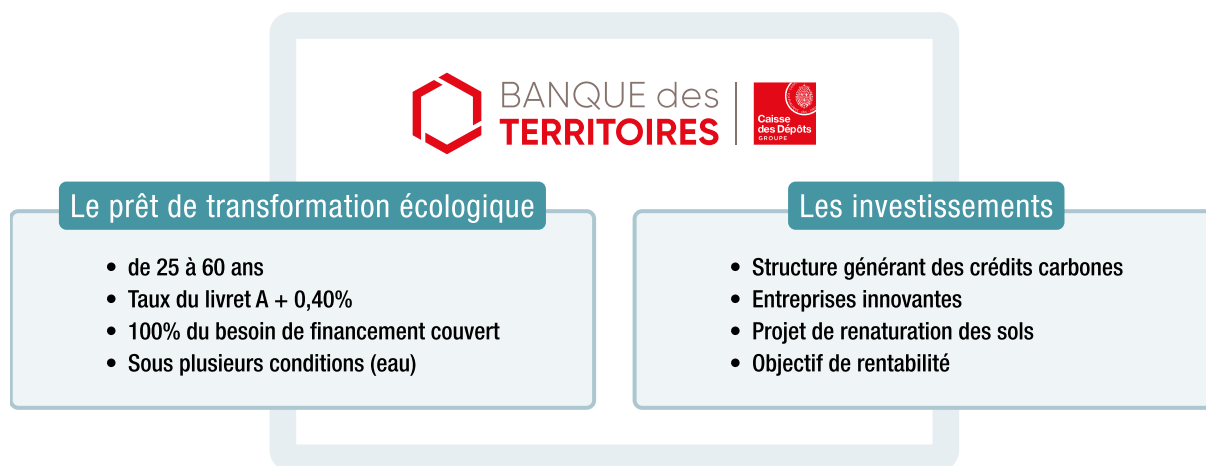 BANQUE des
TERRITOIRES
Caisse
des Dépôts
GROUPE
Le prêt de transformation écologique
• de 25 à 60 ans
• Taux du livret A + 0,40%
• 100% du besoin de financement couvert
• Sous plusieurs conditions (eau)
Les investissements
• Structure générant des crédits carbones
• Entreprises innovantes
• Projet de renaturation des sols
• Objectif de rentabilité